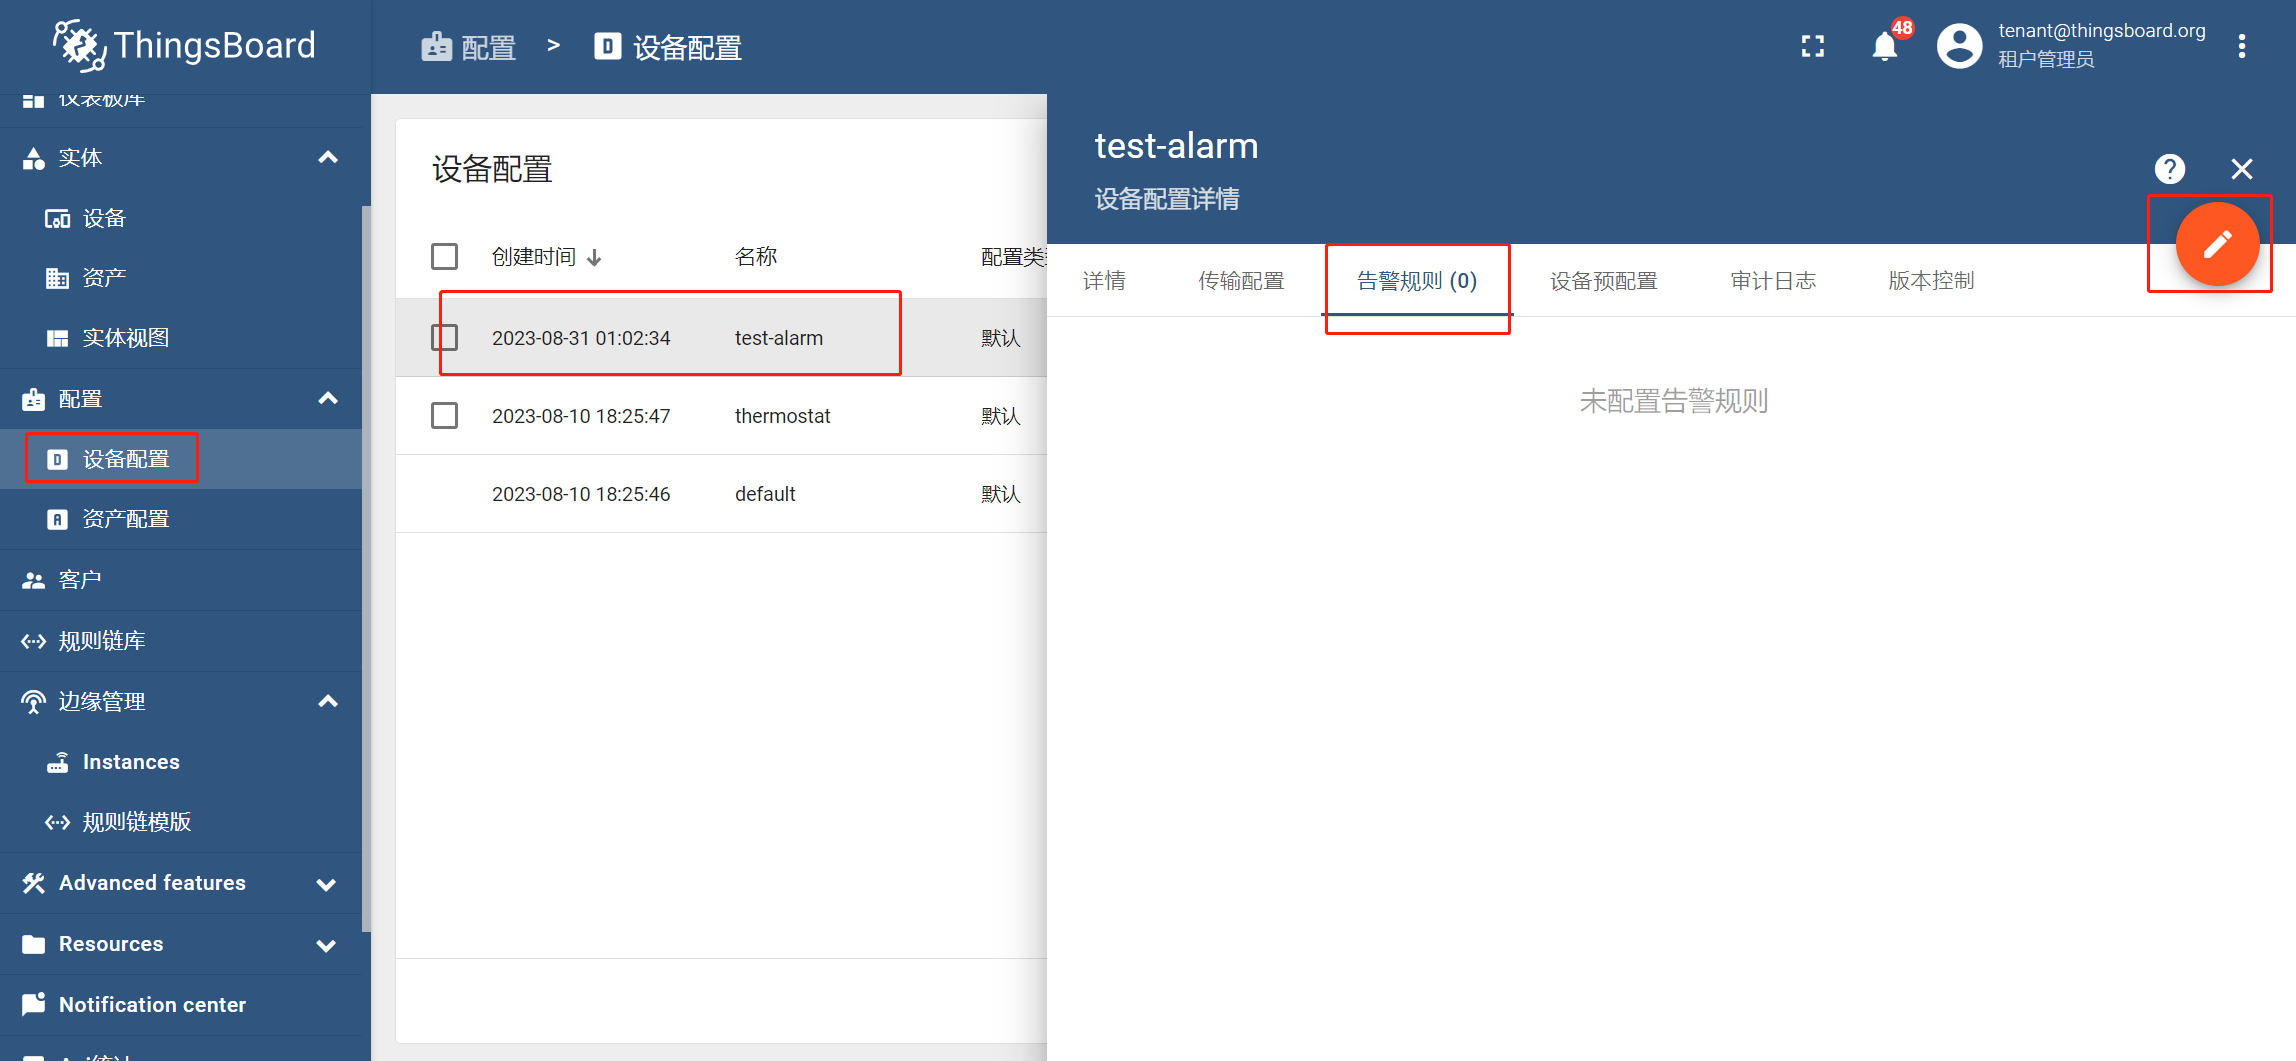 ThingsBoard
配置 > 设备配置
48
tenant@thingsboard.org
租户管理员
仪表板库
实体
设备
资产
实体视图
配置
设备配置
资产配置
客户
规则链库
边缘管理
Instances
规则链模版
Advanced features
Resources
Notification center
设备配置
创建时间 名称 配置类
2023-08-31 01:02:34 test-alarm 默认
2023-08-10 18:25:47 thermostat 默认
2023-08-10 18:25:46 default 默认
test-alarm
设备配置详情
详情 传输配置 告警规则 (0) 设备预配置 审计日志 版本控制
未配置告警规则